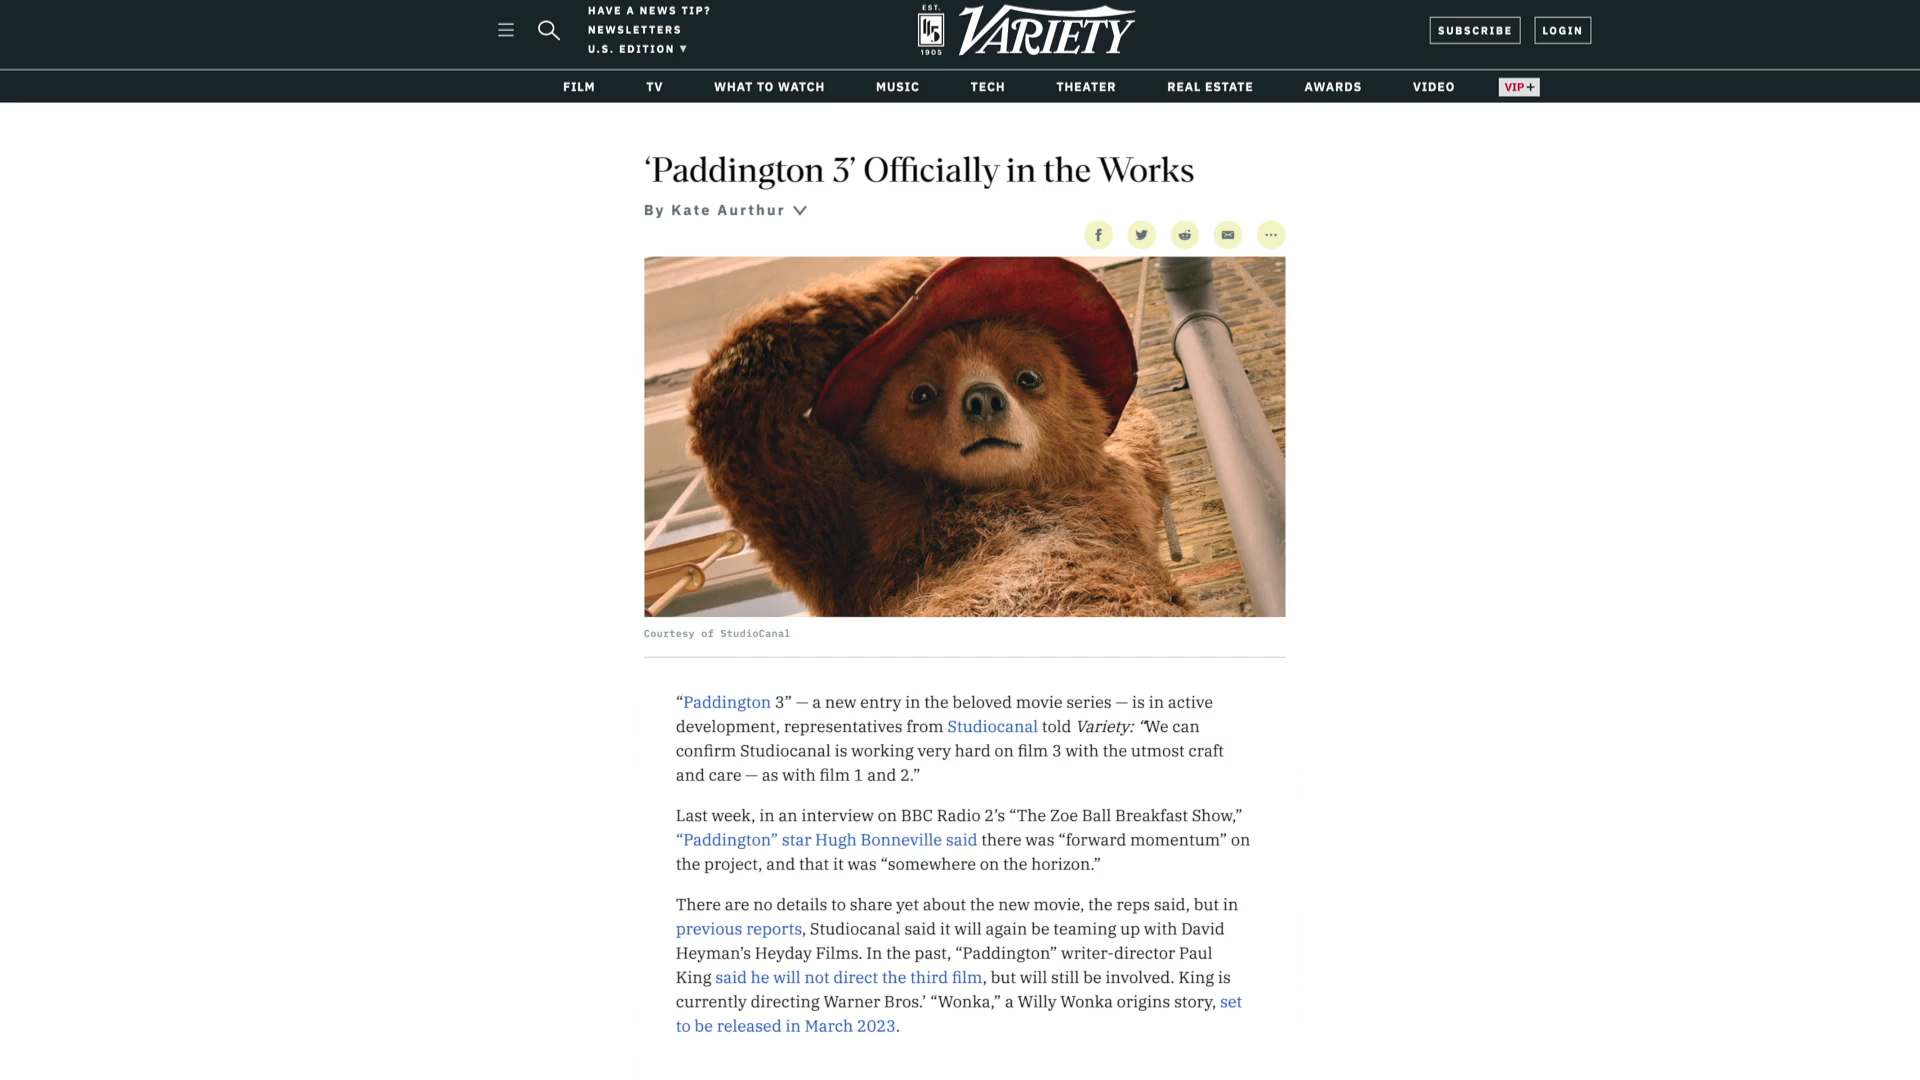 HAVE A NEWS TIP?
NEWSLETTERS
U.S. EDITION ▼
EST.
1905
VARIETY
SUBSCRIBE
LOGIN
FILM TV WHAT TO WATCH MUSIC TECH THEATER REAL ESTATE AWARDS VIDEO VIP+
‘Paddington 3’ Officially in the Works
By Kate Aurthur
Courtesy of StudioCanal
“Paddington 3” — a new entry in the beloved movie series — is in active
development, representatives from Studiocanal told Variety: “We can
confirm Studiocanal is working very hard on film 3 with the utmost craft
and care — as with film 1 and 2.”
Last week, in an interview on BBC Radio 2’s “The Zoe Ball Breakfast Show,”
“Paddington” star Hugh Bonneville said there was “forward momentum” on
the project, and that it was “somewhere on the horizon.”
There are no details to share yet about the new movie, the reps said, but in
previous reports, Studiocanal said it will again be teaming up with David
Heyman’s Heyday Films. In the past, “Paddington” writer-director Paul
King said he will not direct the third film, but will still be involved. King is
currently directing Warner Bros.’ “Wonka,” a Willy Wonka origins story, set
to be released in March 2023.